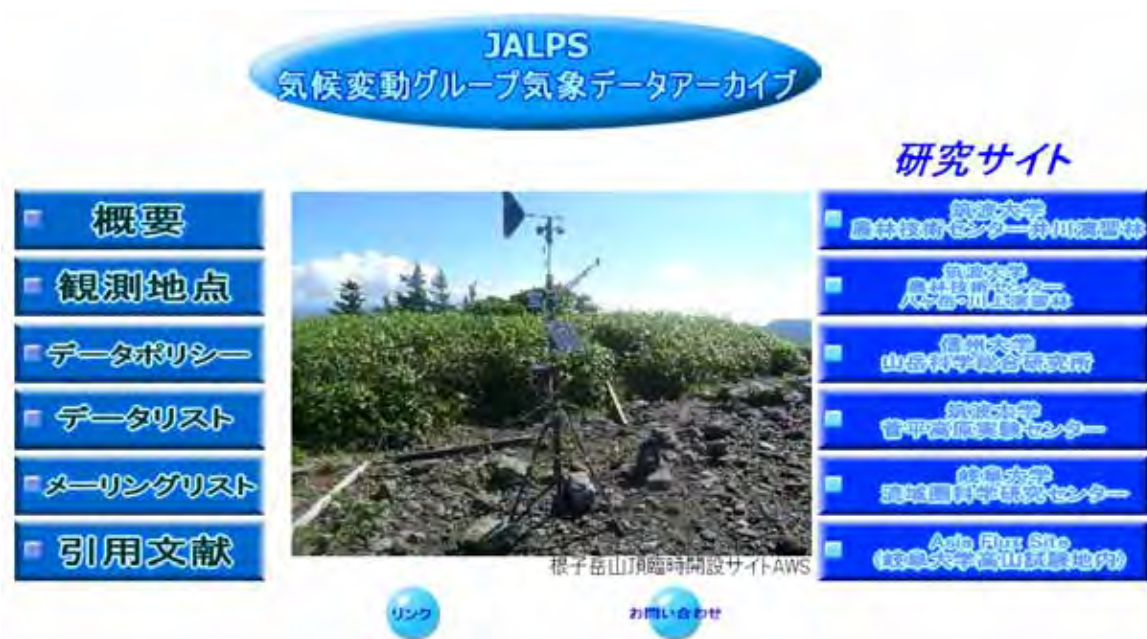 JALPS
気候変動グループ気象データアーカイブ
研究サイト
概要
観測地点
データポリシー
データリスト
メーリングリスト
引用文献
筑波大学
農林技術センター井川演習林
筑波大学
農林技術センター
八ケ岳・川上演習林
信州大学
山岳科学総合研究所
筑波大学
菅平高原実験センター
岐阜大学
流域圏科学研究センター
Asia Flux Site
(岐阜大学高山試験地内)
根子岳山頂臨時開設サイトAWS
リンク
お問い合わせ